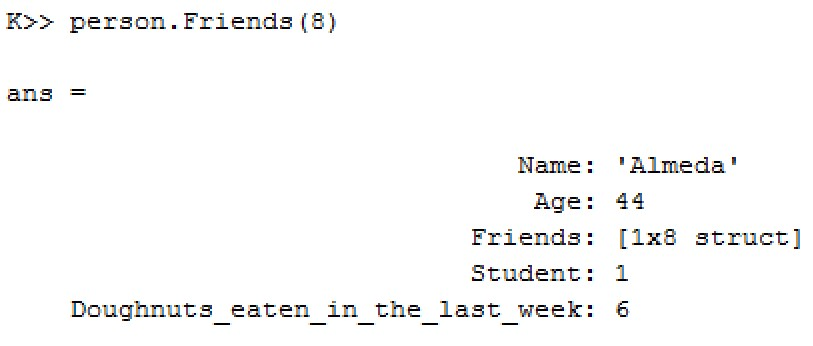 K>> person.Friends(8)
ans =
Name: 'Almeda'
Age: 44
Friends: [1x8 struct]
Student: 1
Doughnuts_eaten_in_the_last_week: 6